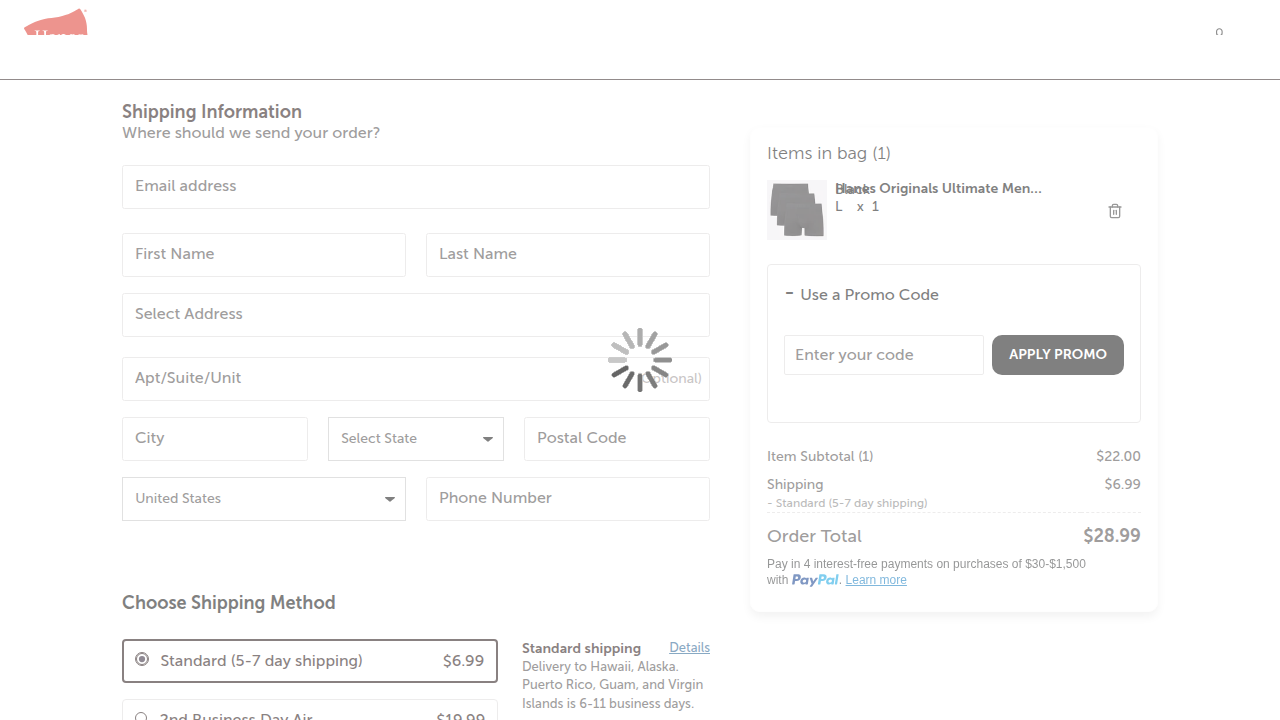 Shipping Information
Where should we send your order?
Email address
First Name
Last Name
Select Address
Apt/Suite/Unit
City
Select State
Postal Code
United States
Phone Number
Choose Shipping Method
Standard (5-7 day shipping)
$6.99
Standard shipping
Details
Delivery to Hawaii, Alaska.
Puerto Rico, Guam, and Virgin
Islands is 6-11 business days.
2nd Business Day Air
$19.99
Items in bag (1)
Hanes Originals Ultimate Men...
Black
L x 1
- Use a Promo Code
Enter your code
APPLY PROMO
Item Subtotal (1)
$22.00
Shipping
$6.99
- Standard (5-7 day shipping)
Order Total
$28.99
Pay in 4 interest-free payments on purchases of $30-$1,500
with PayPal. Learn more